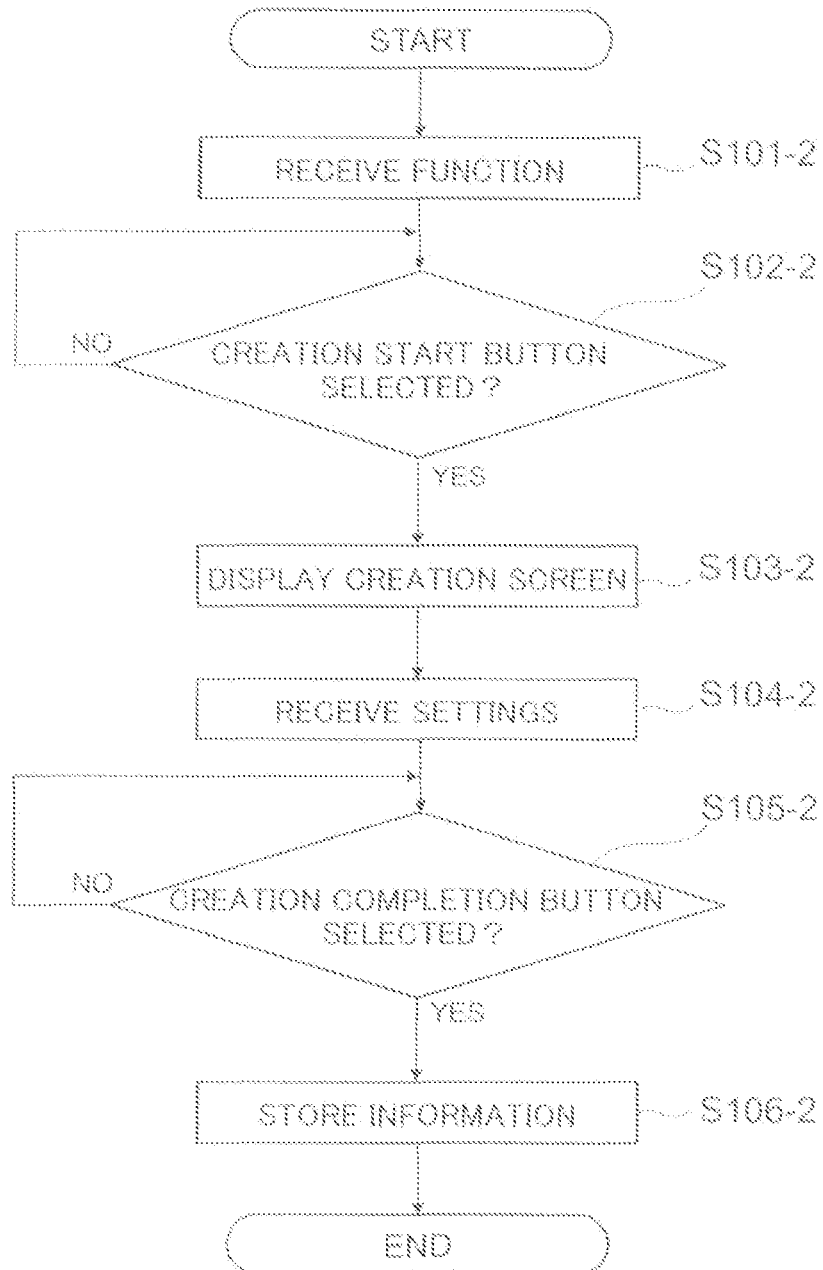 START
RECEIVE FUNCTION
S101-2
S102-2
NO
CREATION START BUTTON
SELECTED?
YES
DISPLAY CREATION SCREEN
S103-2
RECEIVE SETTINGS
S104-2
S105-2
NO
CREATION COMPLETION BUTTON
SELECTED?
YES
STORE INFORMATION
S106-2
END